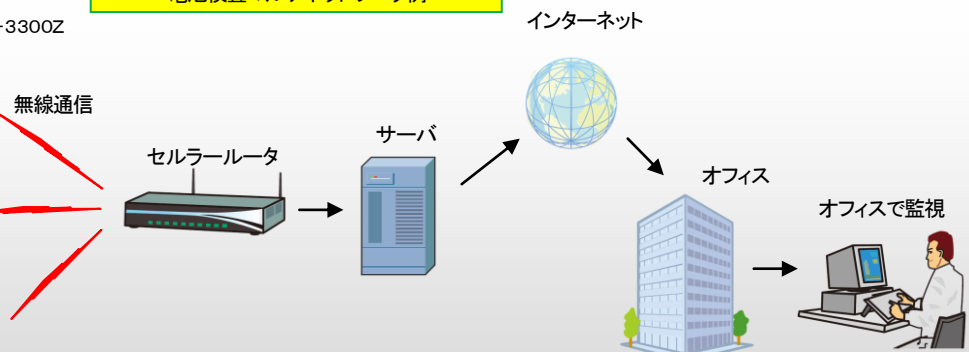 -3300Z
インターネット
無線通信
サーバ
セルラールータ
オフィス
オフィスで監視